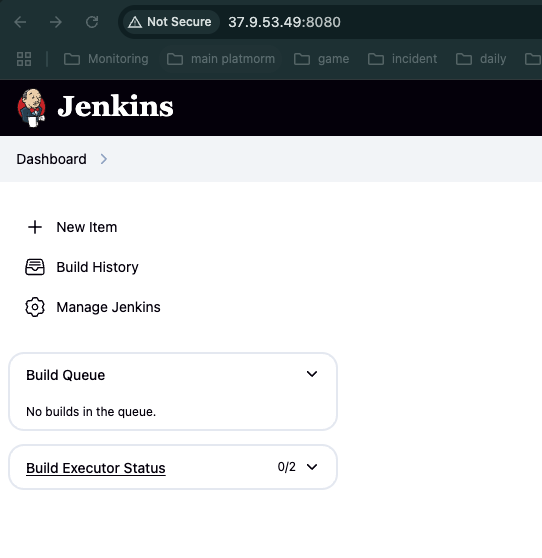 Not Secure 37.9.53.49:8080
Monitoring main platmorm game incident daily
Jenkins
Dashboard
New Item
Build History
Manage Jenkins
Build Queue
No builds in the queue.
Build Executor Status 0/2